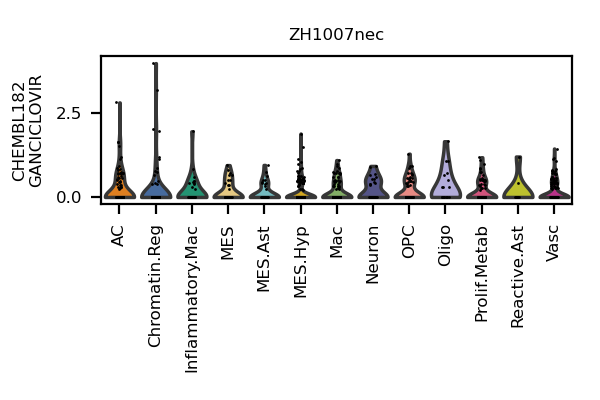 ZH1007nec
CHEMBL182
GANCICLOVIR
2.5
0.0
AC
Chromatin.Reg
Inflammatory.Mac
MES
MES.Ast
MES.Hyp
Mac
Neuron
OPC
Oligo
Prolif.Metab
Reactive.Ast
Vasc